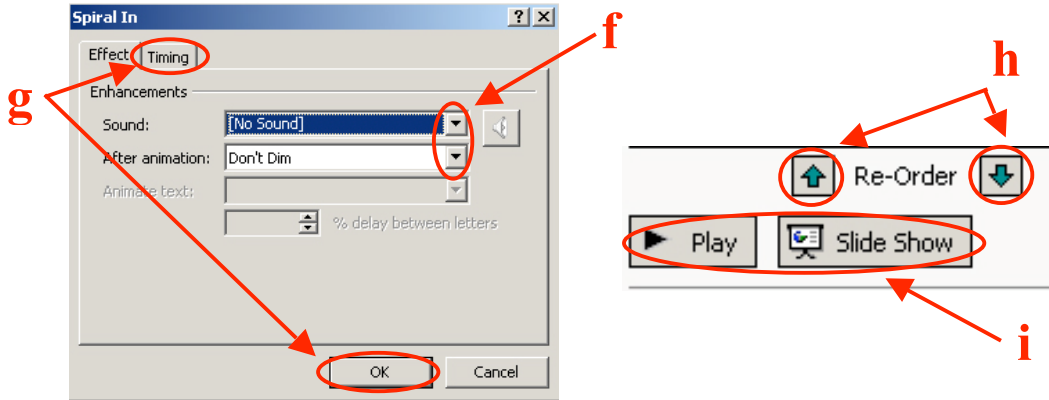 Spiral In
f
Effect Timing
h
g
Enhancements
Sound: [No Sound]
After animation: Don't Dim
Re-Order
Animate text:
% delay between letters
Play Slide Show
i
OK Cancel